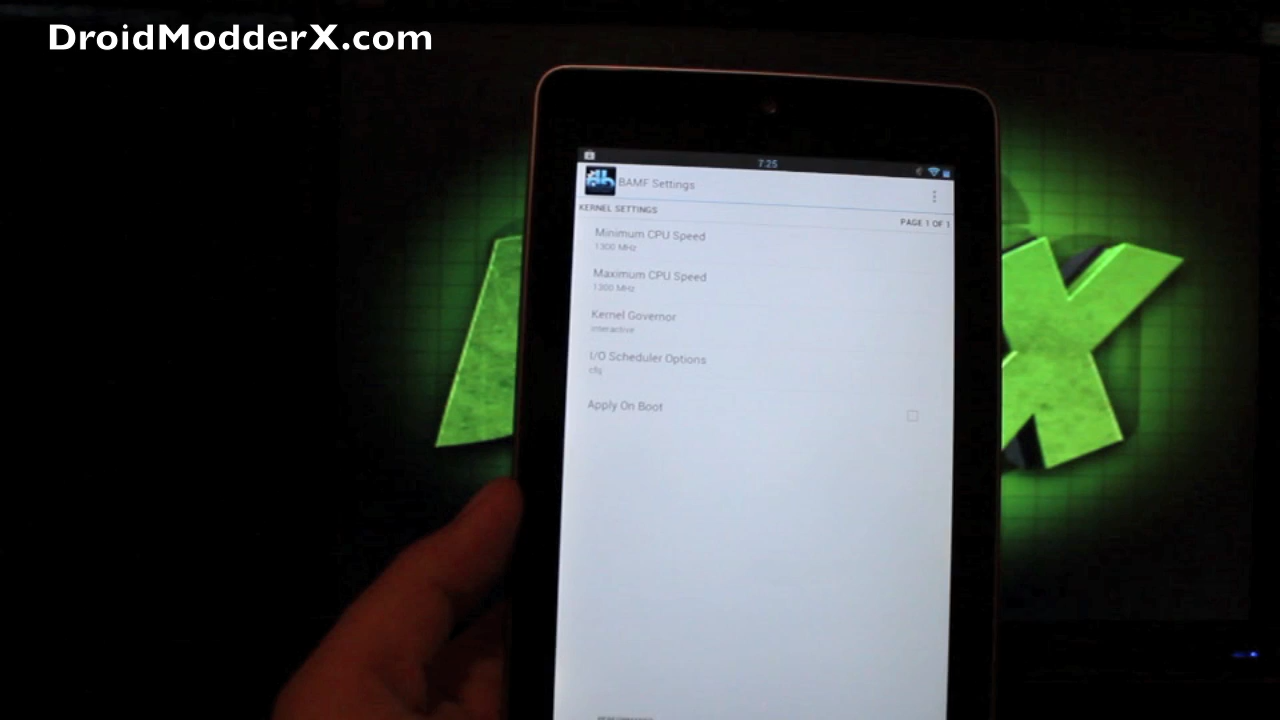 DroidModderX.com
7:25
BAMF Settings
KERNEL SETTINGS
PAGE 1 OF 1
Minimum CPU Speed
1300 MHz
Maximum CPU Speed
1300 MHz
Kernel Governor
interactive
I/O Scheduler Options
cfq
Apply On Boot
X